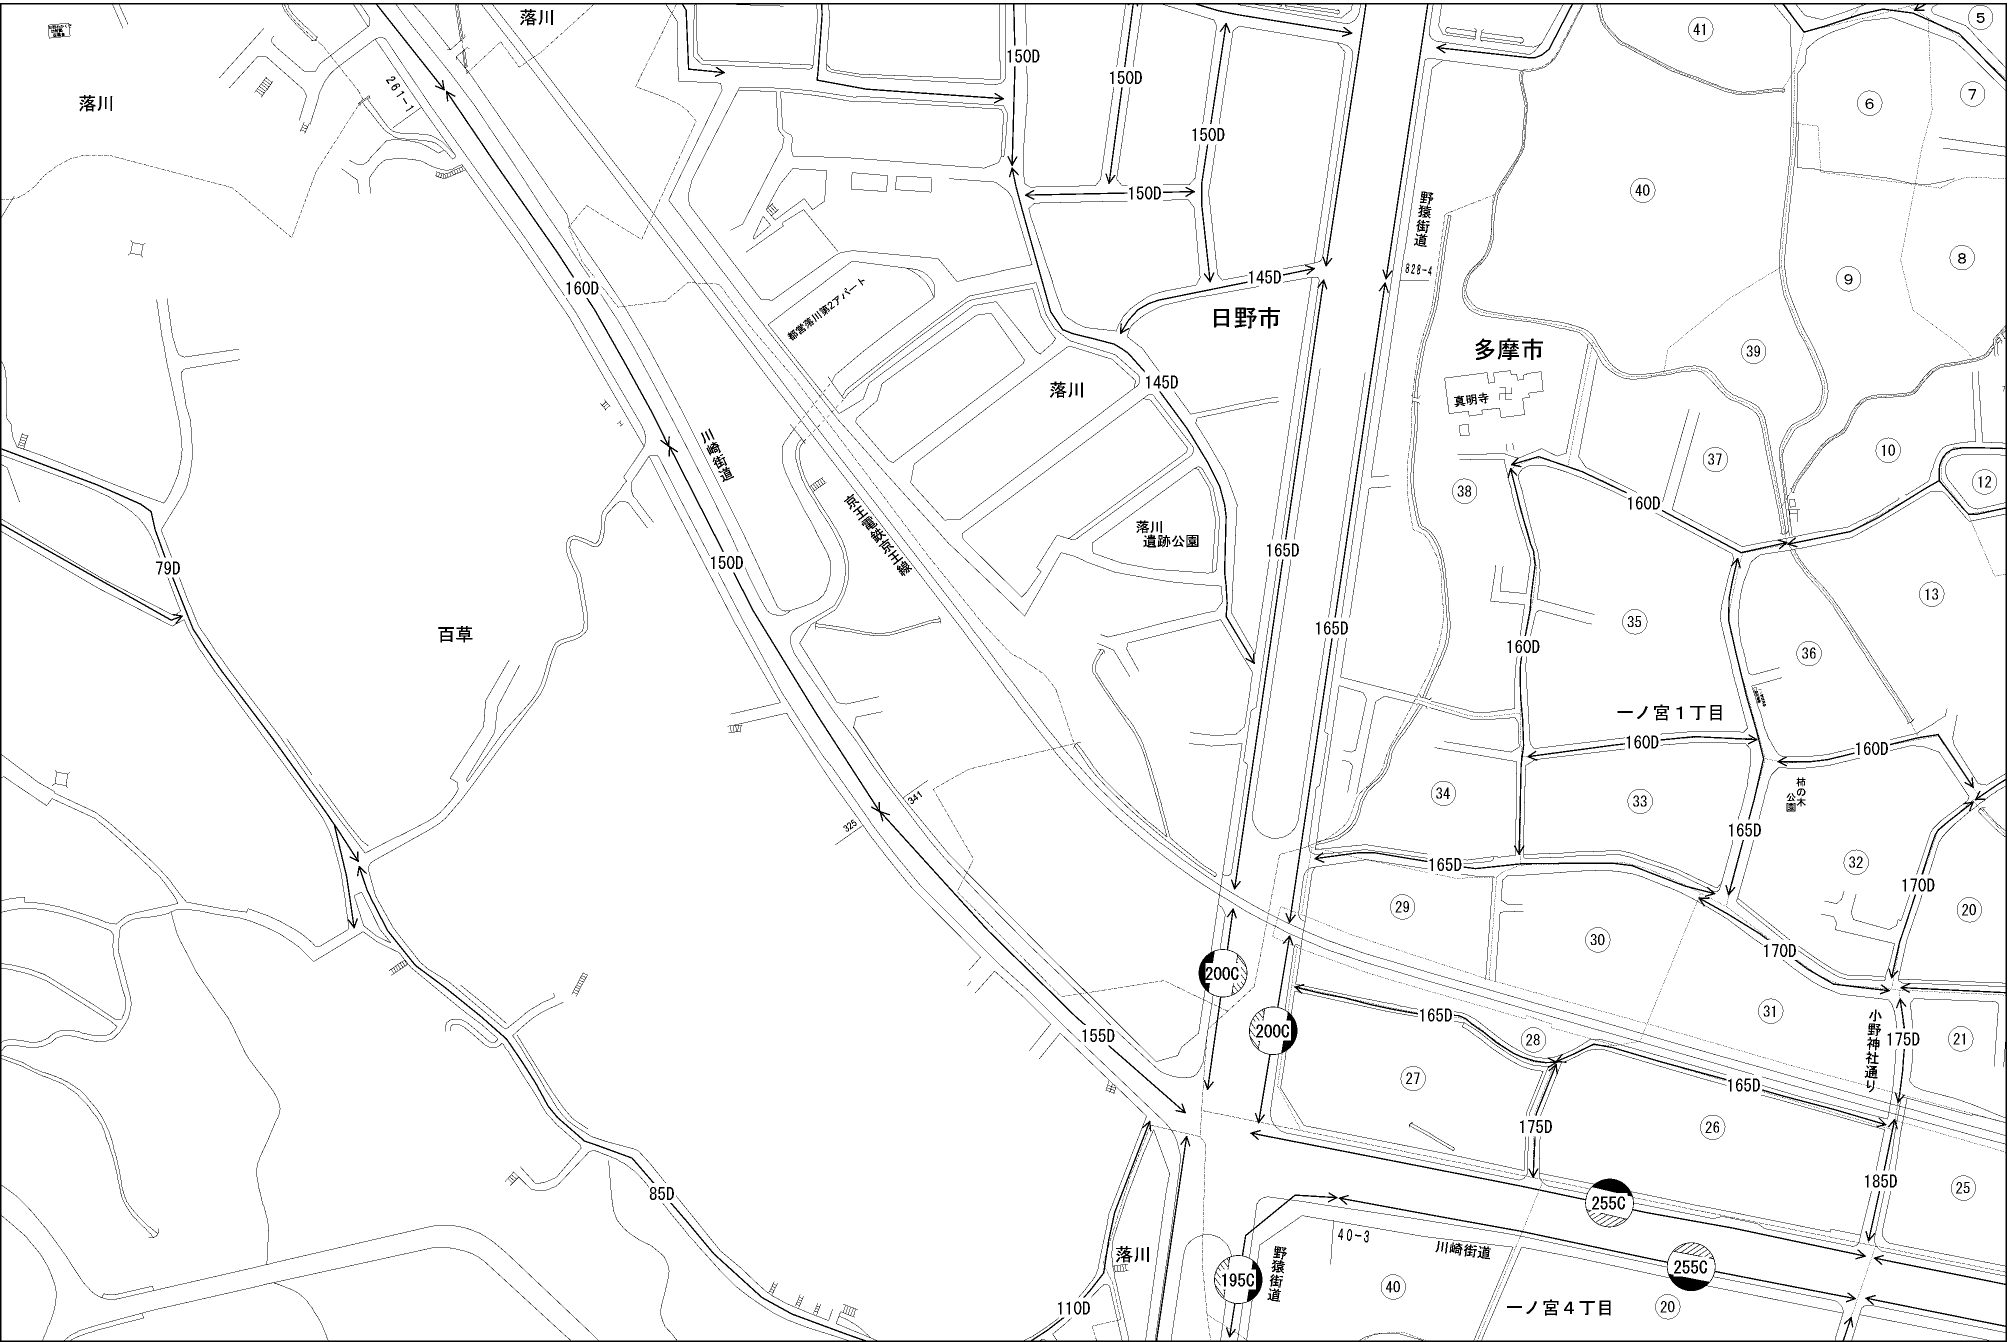 落川
41
5
150D
150D
261-1
落川
6
7
150D
150D
40
野猿街道
828-4
8
9
145D
160D
都営落川第2アパート
日野市
多摩市
39
145D
落川
真明寺
川崎街道
37
10
12
38
160D
京王電鉄京王線
落川
遺跡公園
165D
150D
79D
13
35
165D
百草
160D
36
一ノ宮1丁目
160D
160D
柿の木
公園
341
325
34
33
165D
165D
32
170D
20
29
30
170D
200C
31
165D
200C
小野神社通り
28
175D
21
155D
27
165D
175D
26
185D
25
85D
255C
40-3
川崎街道
落川
255C
195C
野猿街道
40
110D
一ノ宮4丁目
20